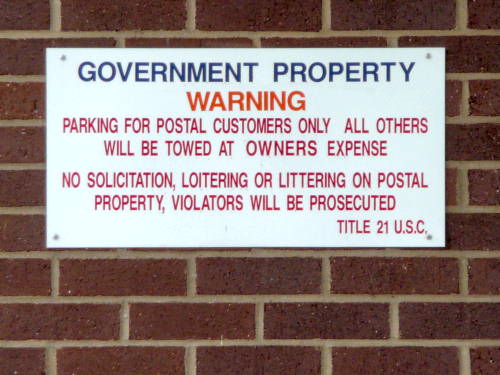 GOVERNMENT PROPERTY
WARNING
PARKING FOR POSTAL CUSTOMERS ONLY ALL OTHERS
WILL BE TOWED AT OWNERS EXPENSE
NO SOLICITATION, LOITERING OR LITTERING ON POSTAL
PROPERTY, VIOLATORS WILL BE PROSECUTED
TITLE 21 U.S.C.